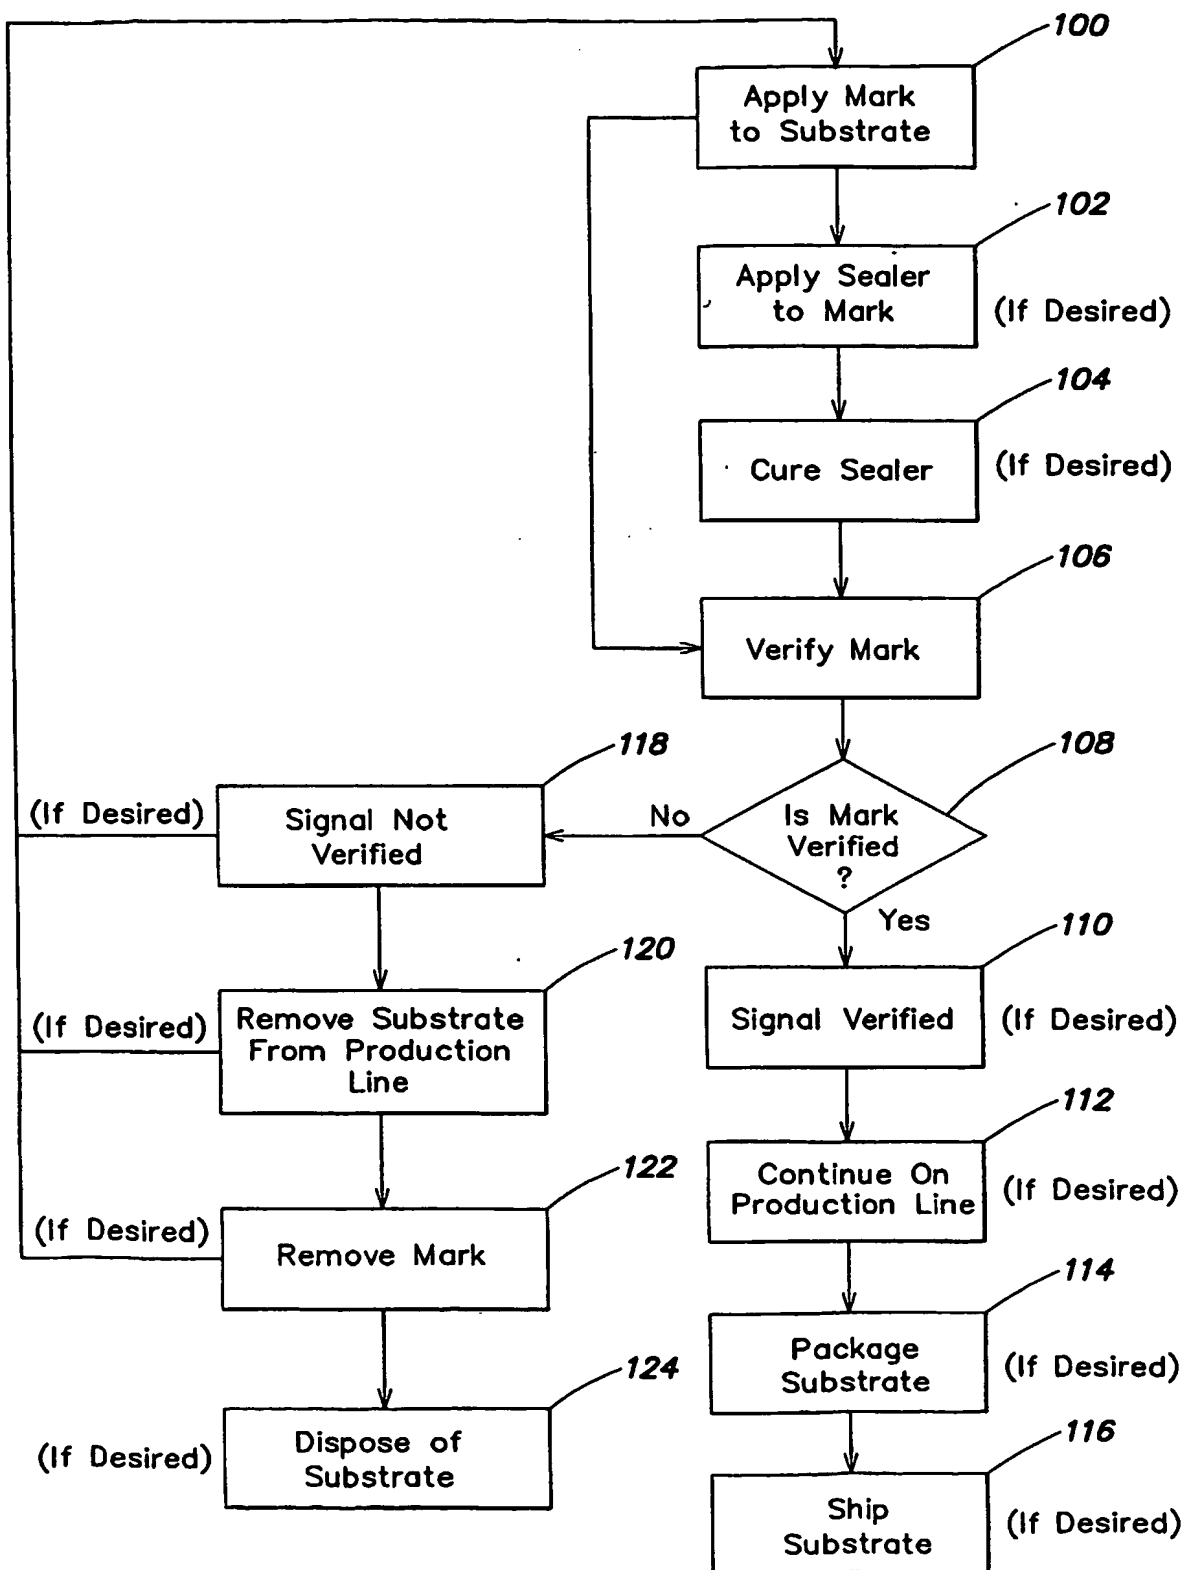 100
Apply Mark
to Substrate
102
Apply Sealer
to Mark
(If Desired)
104
Cure Sealer
(If Desired)
106
Verify Mark
108
Is Mark
Verified
?
No
Yes
118
(If Desired)
Signal Not
Verified
110
Signal Verified
(If Desired)
120
(If Desired)
Remove Substrate
From Production
Line
112
Continue On
Production Line
(If Desired)
122
(If Desired)
Remove Mark
114
Package
Substrate
(If Desired)
124
(If Desired)
Dispose of
Substrate
116
Ship
Substrate
(If Desired)